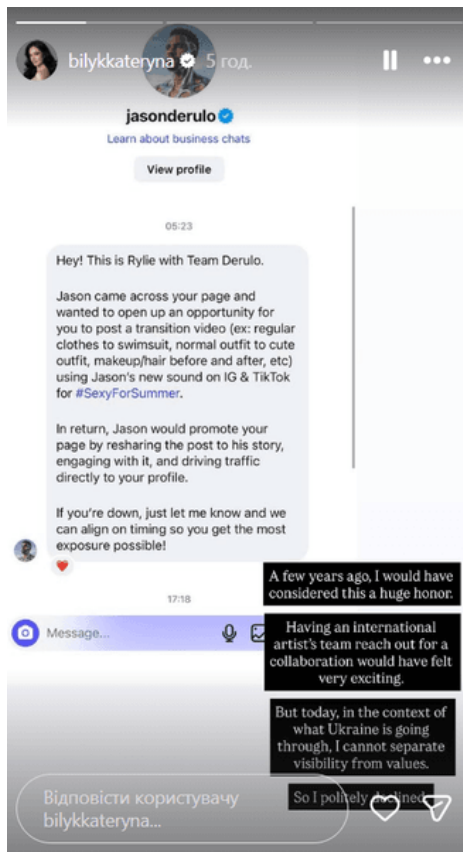 bilykkateryna 5 год.
jasonderulo
Learn about business chats
View profile
05:23
Hey! This is Rylie with Team Derulo.
Jason came across your page and
wanted to open up an opportunity for
you to post a transition video (ex: regular
clothes to swimsuit, normal outfit to cute
outfit, makeup/hair before and after, etc)
using Jason's new sound on IG & TikTok
for #SexyForSummer.
In return, Jason would promote your
page by resharing the post to his story,
engaging with it, and driving traffic
directly to your profile.
If you're down, just let me know and we
can align on timing so you get the most
exposure possible!
17:18
Message...
A few years ago, I would have
considered this a huge honor.
Having an international
artist's team reach out for a
collaboration would have felt
very exciting.
But today, in the context of
what Ukraine is going
through, I cannot separate
visibility from values.
So I politely declined
Відповісти користувачу
bilykkateryna...